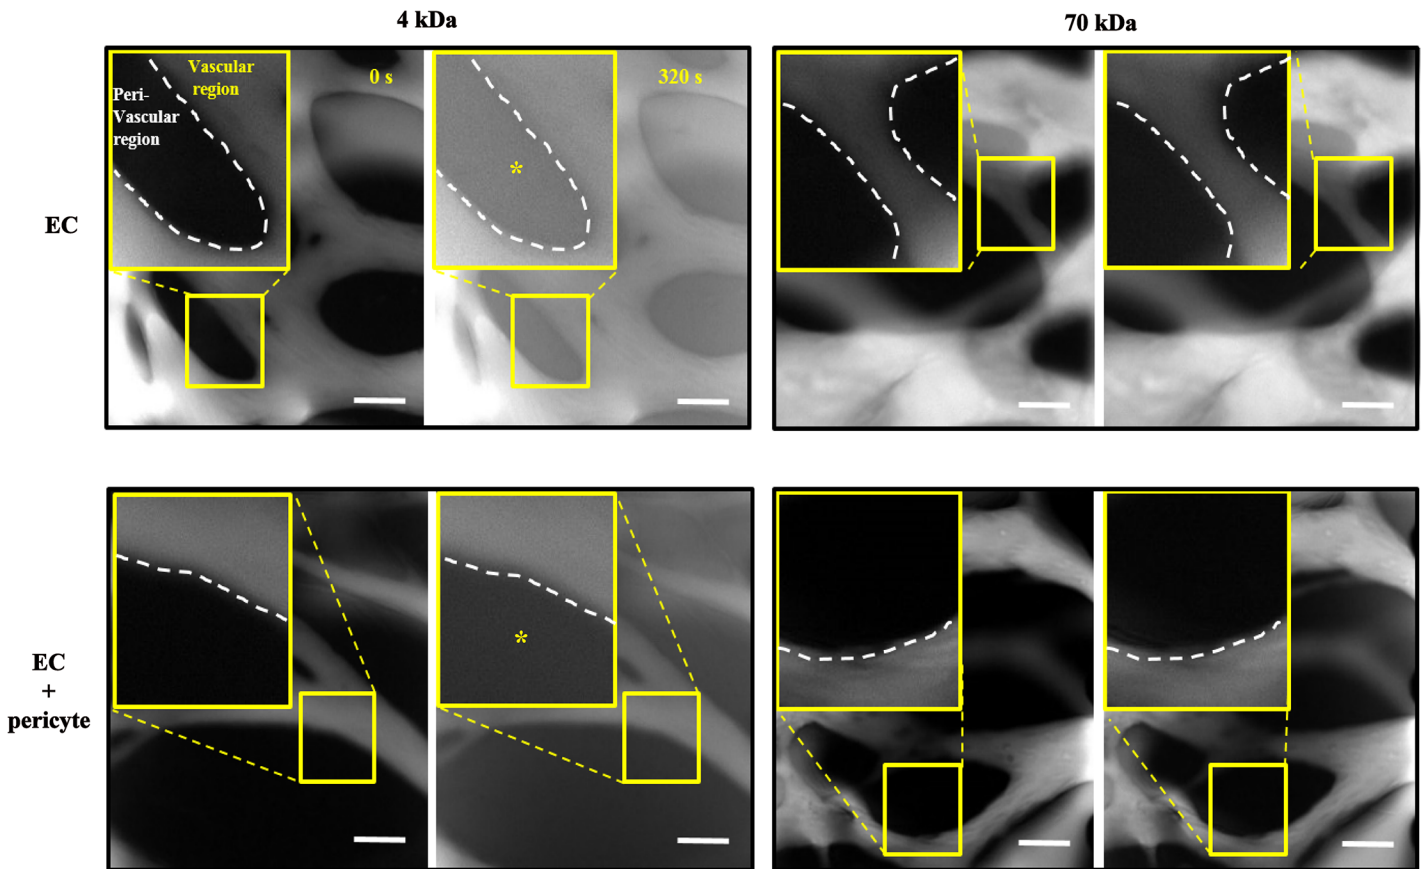 4 kDa
70 kDa
Vascular
region
0 s
320 s
Peri-
Vascular
region
*
EC
EC
+
pericyte
*